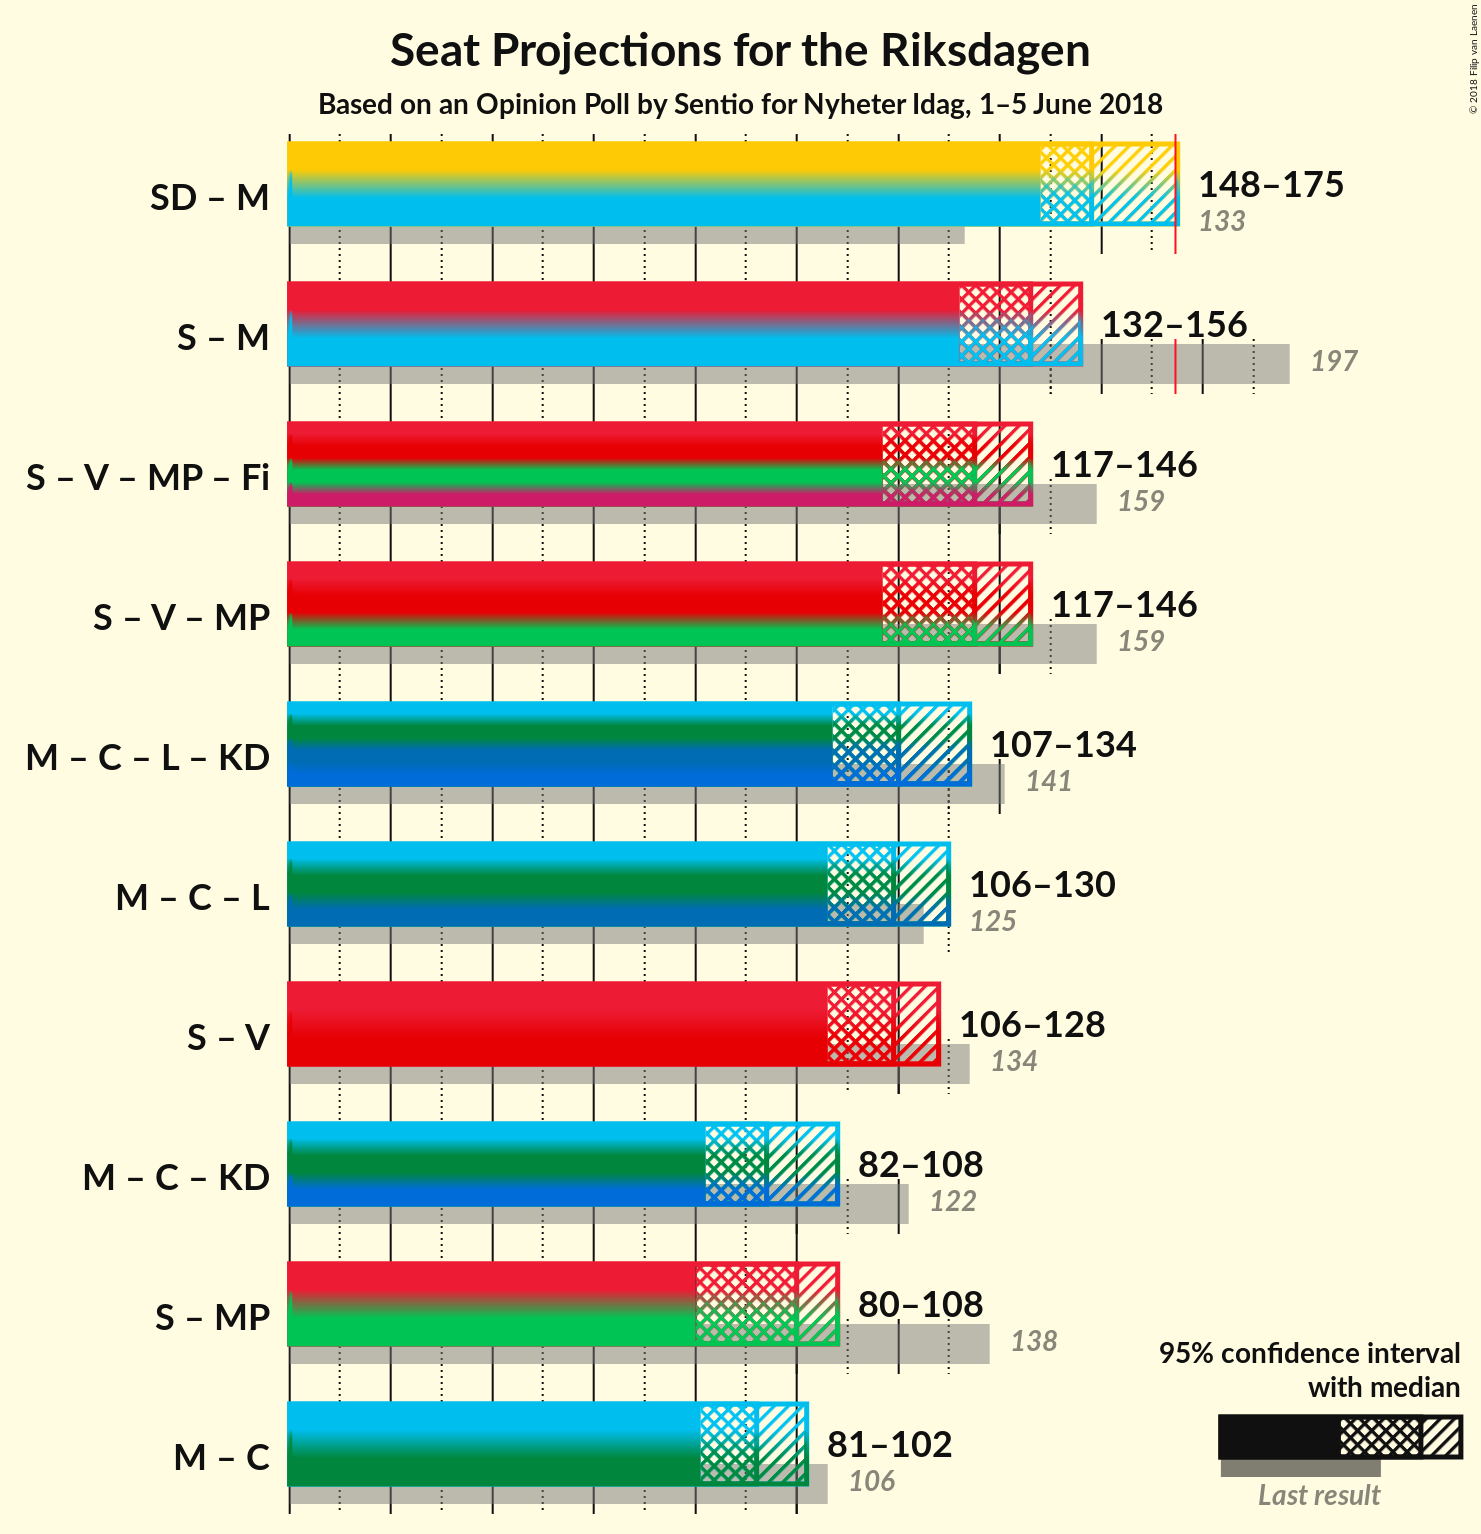 Seat Projections for the Riksdagen
Based on an Opinion Poll by Sentio for Nyheter Idag, 1–5 June 2018
© 2018 Filip van Laenen
SD – M
148–175
133
S – M
132–156
197
S – V – MP – Fi
117–146
159
S – V – MP
117–146
159
M – C – L – KD
107–134
141
M – C – L
106–130
125
S – V
106–128
134
M – C – KD
82–108
122
S – MP
80–108
138
M – C
81–102
106
95% confidence interval
with median
Last result